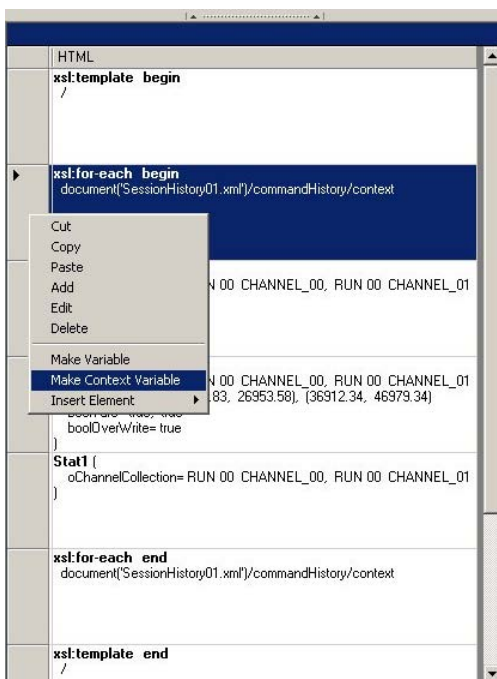 HTML
xsl:template begin
/
xsl:for-each begin
document('SessionHistory01.xml')/commandHistory/context
Cut
Copy
Paste
Add
Edit
Delete
Make Variable
Make Context Variable
Insert Element
N 00 CHANNEL_00, RUN 00 CHANNEL_01
N 00 CHANNEL_00, RUN 00 CHANNEL_01
.83, 26953.58), (36912.34, 46979.34)
boolOverWrite= true
)
Stat1 (
oChannelCollection= RUN 00 CHANNEL_00, RUN 00 CHANNEL_01
)
xsl:for-each end
document('SessionHistory01.xml')/commandHistory/context
xsl:template end
/